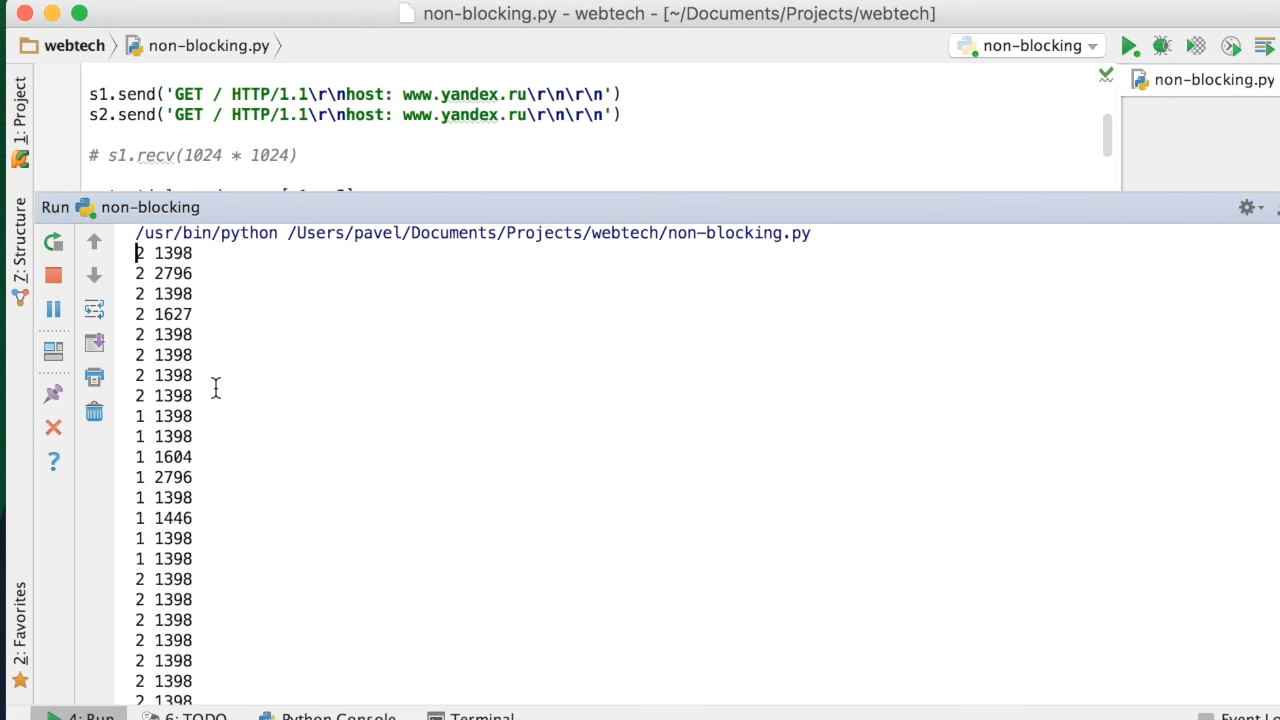 non-blocking.py - webtech - [~/Documents/Projects/webtech]
webtech non-blocking.py
non-blocking
1: Project
s1.send('GET / HTTP/1.1\r\nhost: www.yandex.ru\r\n\r\n')
s2.send('GET / HTTP/1.1\r\nhost: www.yandex.ru\r\n\r\n')
# s1.recv(1024 * 1024)
non-blocking.py
Run non-blocking
Z: Structure
/usr/bin/python /Users/pavel/Documents/Projects/webtech/non-blocking.py
2 1398
2 2796
2 1398
2 1627
2 1398
2 1398
2 1398
2 1398
1 1398
1 1398
1 1604
1 2796
1 1398
1 1446
1 1398
1 1398
2 1398
2 1398
2 1398
2 1398
2 1398
2 1398
2 1398
2: Favorites
4: Run 6: TODO Python Console Terminal
Event Lo